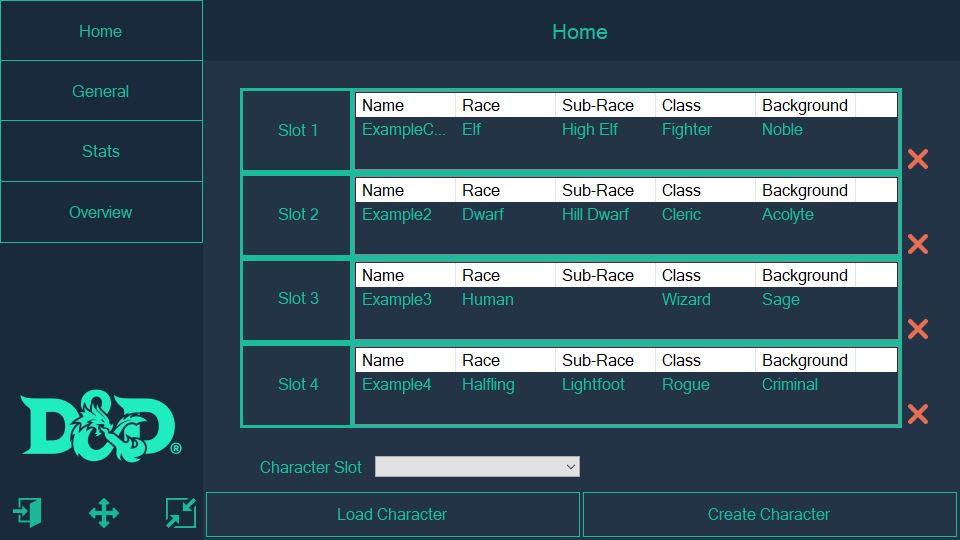 Home
General
Stats
Overview
D&D®
Home
Slot 1
Name Race Sub-Race Class Background
ExampleC... Elf High Elf Fighter Noble
Slot 2
Name Race Sub-Race Class Background
Example2 Dwarf Hill Dwarf Cleric Acolyte
Slot 3
Name Race Sub-Race Class Background
Example3 Human Wizard Sage
Slot 4
Name Race Sub-Race Class Background
Example4 Halfling Lightfoot Rogue Criminal
Character Slot
Load Character Create Character